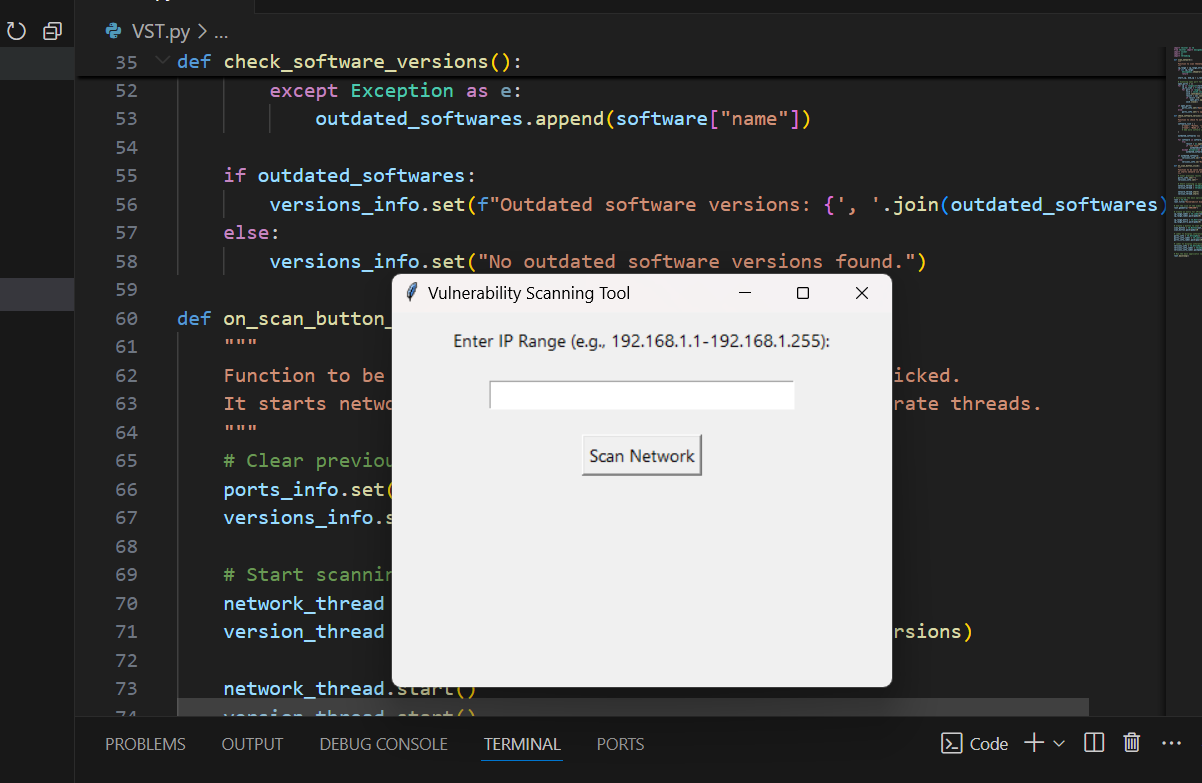 VST.py > ...
35 def check_software_versions():
52 except Exception as e:
53 outdated_softwares.append(software["name"])
54
55 if outdated_softwares:
56 versions_info.set(f"Outdated software versions: {', '.join(outdated_softwares)
57 else:
58 versions_info.set("No outdated software versions found.")
59
60 def on_scan_button_
61 """
62 Function to be icked.
63 It starts netwo rate threads.
64 """
65 # Clear previou
66 ports_info.set(
67 versions_info.s
68
69 # Start scannin
70 network_thread
71 version_thread rsions)
72
73 network_thread.start()
74 version_thread.start()
Vulnerability Scanning Tool
Enter IP Range (e.g., 192.168.1.1-192.168.1.255):
Scan Network
PROBLEMS OUTPUT DEBUG CONSOLE TERMINAL PORTS Code